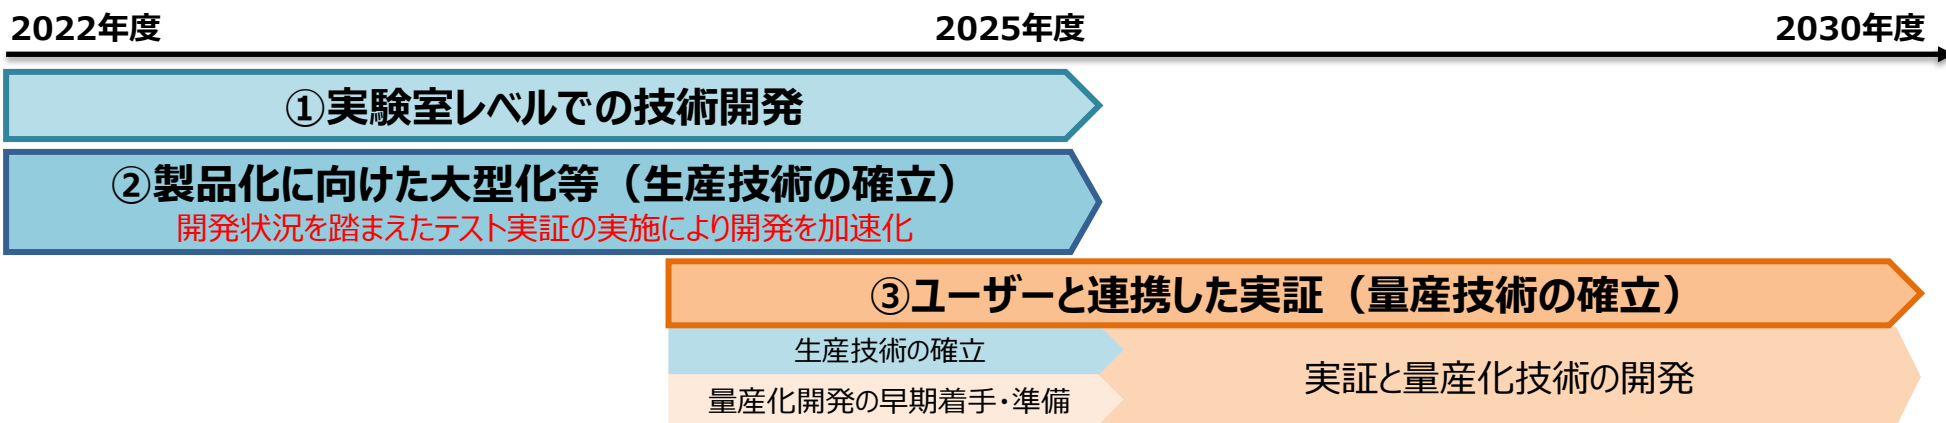 2022年度
2025年度
2030年度
①実験室レベルでの技術開発
②製品化に向けた大型化等（生産技術の確立）
開発状況を踏まえたテスト実証の実施により開発を加速化
③ユーザーと連携した実証（量産技術の確立）
生産技術の確立
量産化開発の早期着手・準備
実証と量産化技術の開発